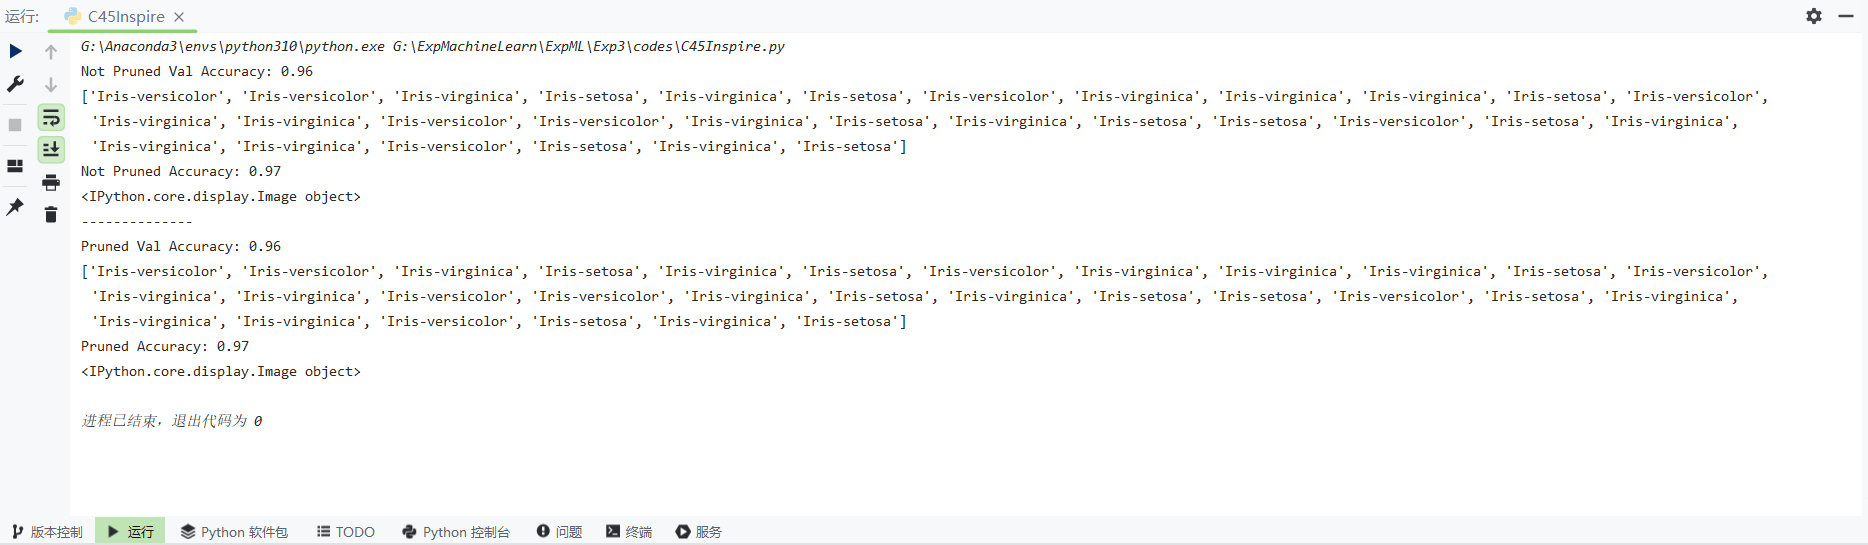 运行: C45Inspire ×
G:\Anaconda3\envs\python310\python.exe G:\ExpMachineLearn\ExpML\Exp3\codes\C45Inspire.py
Not Pruned Val Accuracy: 0.96
['Iris-versicolor', 'Iris-versicolor', 'Iris-virginica', 'Iris-setosa', 'Iris-virginica', 'Iris-setosa', 'Iris-versicolor', 'Iris-virginica', 'Iris-virginica', 'Iris-virginica', 'Iris-setosa', 'Iris-versicolor',
'Iris-virginica', 'Iris-virginica', 'Iris-versicolor', 'Iris-versicolor', 'Iris-virginica', 'Iris-setosa', 'Iris-virginica', 'Iris-setosa', 'Iris-setosa', 'Iris-versicolor', 'Iris-setosa', 'Iris-virginica',
'Iris-virginica', 'Iris-virginica', 'Iris-versicolor', 'Iris-setosa', 'Iris-virginica', 'Iris-setosa']
Not Pruned Accuracy: 0.97
<IPython.core.display.Image object>
--------------
Pruned Val Accuracy: 0.96
['Iris-versicolor', 'Iris-versicolor', 'Iris-virginica', 'Iris-setosa', 'Iris-virginica', 'Iris-setosa', 'Iris-versicolor', 'Iris-virginica', 'Iris-virginica', 'Iris-virginica', 'Iris-setosa', 'Iris-versicolor',
'Iris-virginica', 'Iris-virginica', 'Iris-versicolor', 'Iris-versicolor', 'Iris-virginica', 'Iris-setosa', 'Iris-virginica', 'Iris-setosa', 'Iris-setosa', 'Iris-versicolor', 'Iris-setosa', 'Iris-virginica',
'Iris-virginica', 'Iris-virginica', 'Iris-versicolor', 'Iris-setosa', 'Iris-virginica', 'Iris-setosa']
Pruned Accuracy: 0.97
<IPython.core.display.Image object>
进程已结束，退出代码为 0
版本控制 运行 Python 软件包 TODO Python 控制台 问题 终端 服务